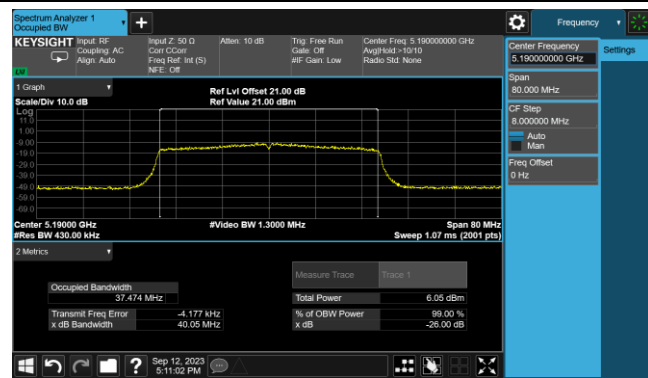 Spectrum Analyzer 1
Occupied BW
Frequency
KEYSIGHT
Input: RF
Coupling: AC
Align: Auto
Input Z: 50 Ω
Corr CCorr
Freq Ref: Int (S)
NFE: Off
Atten: 10 dB
Trig: Free Run
Gate: Off
#IF Gain: Low
Center Freq: 5.190000000 GHz
Avg|Hold:>10/10
Radio Std: None
LV
Center Frequency
5.190000000 GHz
Settings
Span
80.000 MHz
CF Step
8.000000 MHz
Auto
Man
Freq Offset
0 Hz
1 Graph
Scale/Div 10.0 dB
Ref Lvl Offset 21.00 dB
Ref Value 21.00 dBm
Log
11.0
1.00
-9.00
-19.0
-29.0
-39.0
-49.0
-59.0
-69.0
Center 5.19000 GHz
#Res BW 430.00 kHz
#Video BW 1.3000 MHz
Span 80 MHz
Sweep 1.07 ms (2001 pts)
2 Metrics
Measure Trace
Trace 1
Occupied Bandwidth
37.474 MHz
Total Power
6.05 dBm
Transmit Freq Error
-4.177 kHz
% of OBW Power
99.00 %
x dB Bandwidth
40.05 MHz
x dB
-26.00 dB
Sep 12, 2023
5:11:02 PM